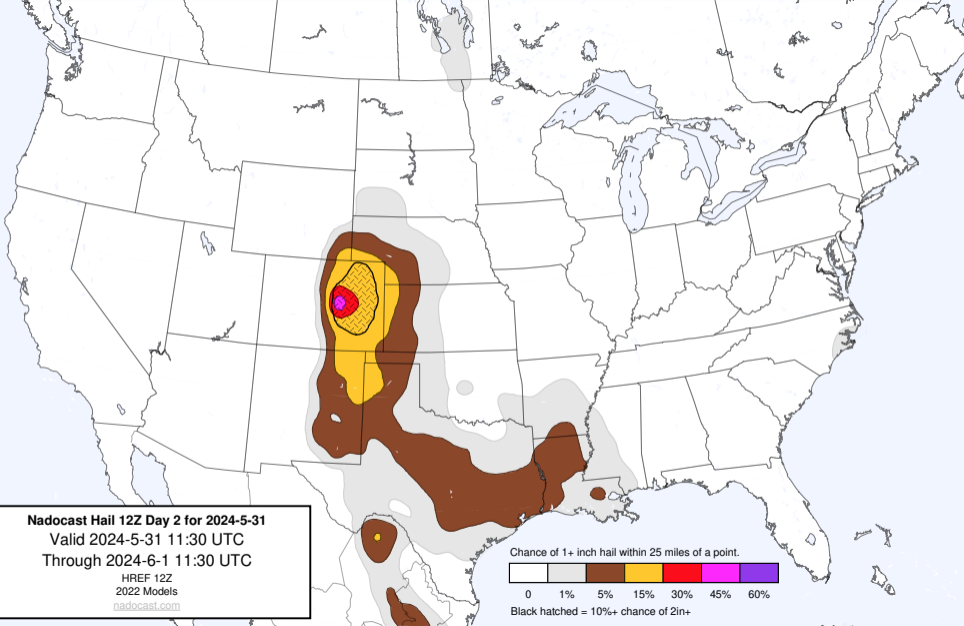 Nadocast Hail 12Z Day 2 for 2024-5-31
Valid 2024-5-31 11:30 UTC
Through 2024-6-1 11:30 UTC
HREF 12Z
2022 Models
nadocast.com
Chance of 1+ inch hail within 25 miles of a point.
0 1% 5% 15% 30% 45% 60%
Black hatched = 10%+ chance of 2in+